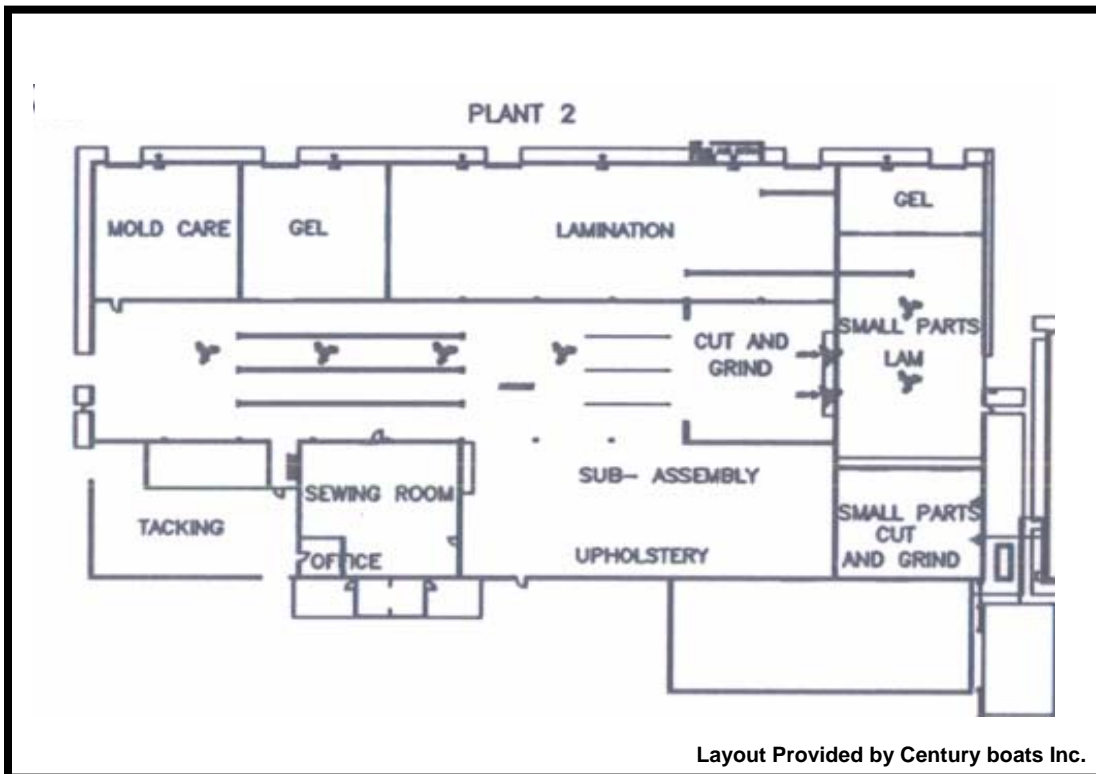 PLANT 2
MOLD CARE
GEL
LAMINATION
GEL
CUT AND
GRIND
SMALL PARTS
LAM
SEWING ROOM
SUB- ASSEMBLY
TACKING
OFFICE
UPHOLSTERY
SMALL PARTS
CUT
AND GRIND
Layout Provided by Century boats Inc.